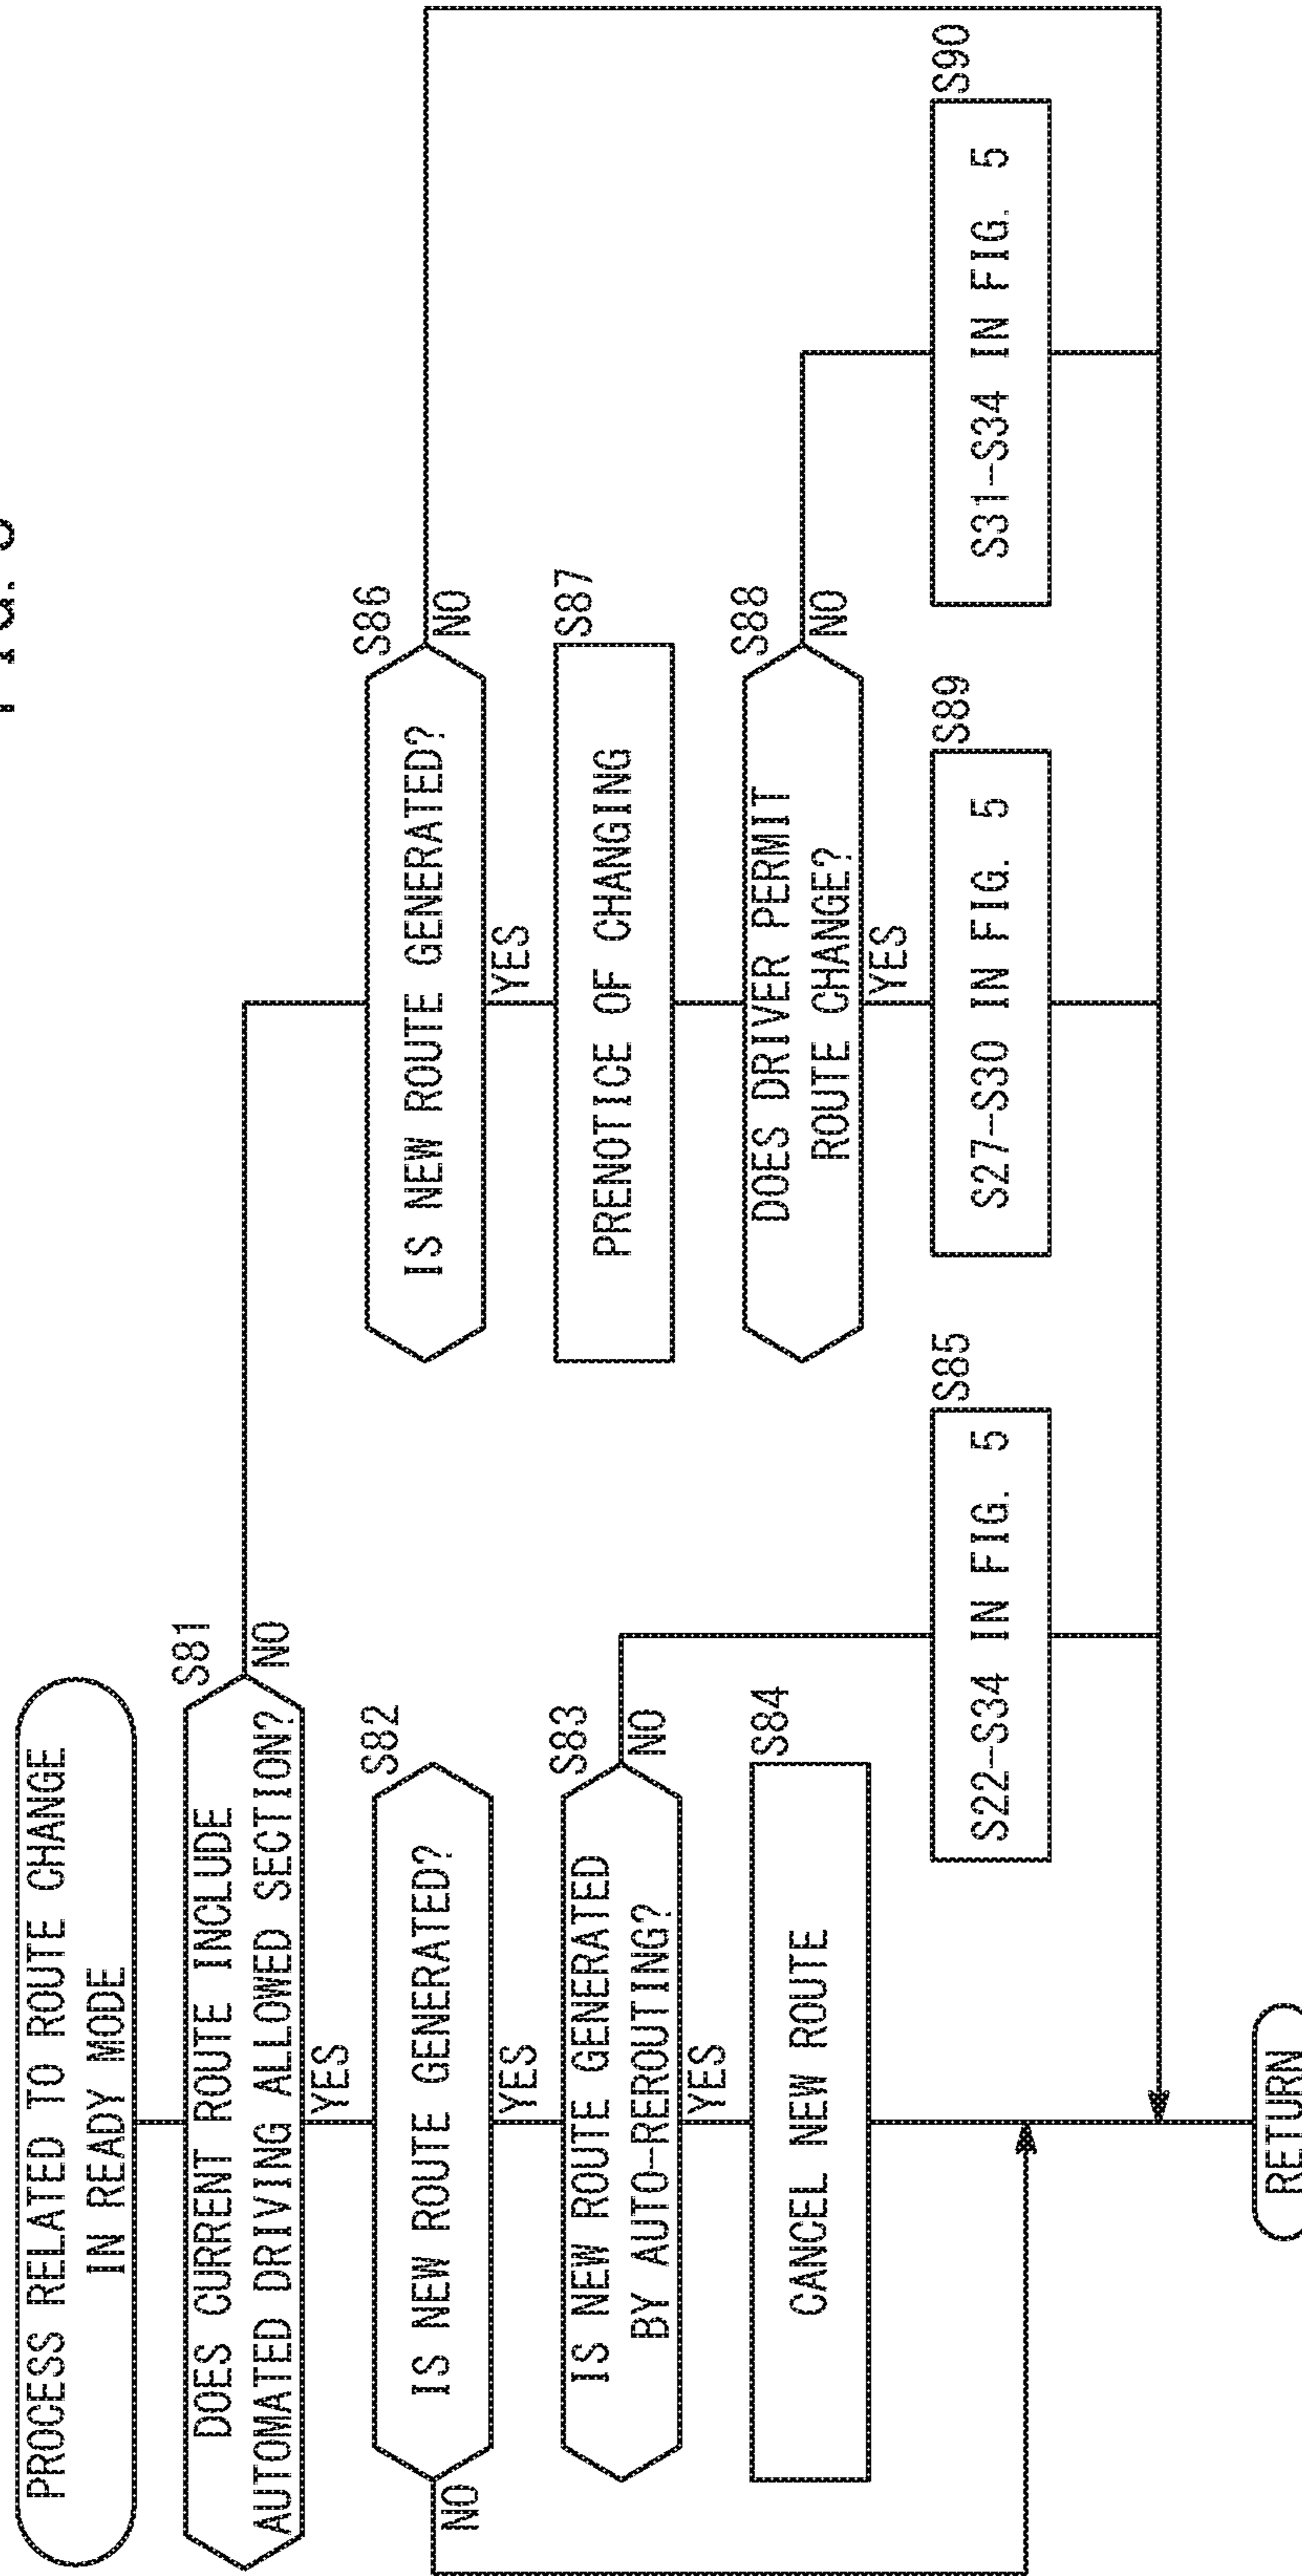 PROCESS RELATED TO ROUTE CHANGE
IN READY MODE
S81
DOES CURRENT ROUTE INCLUDE
AUTOMATED DRIVING ALLOWED SECTION?
NO
YES
S82
IS NEW ROUTE GENERATED?
NO
YES
S83
IS NEW ROUTE GENERATED
BY AUTO-REROUTING?
NO
YES
S84
CANCEL NEW ROUTE
S85
S22-S34 IN FIG. 5
S86
IS NEW ROUTE GENERATED?
NO
YES
S87
PRENOTICE OF CHANGING
S88
DOES DRIVER PERMIT
ROUTE CHANGE?
NO
YES
S89
S27-S30 IN FIG. 5
S90
S31-S34 IN FIG. 5
RETURN